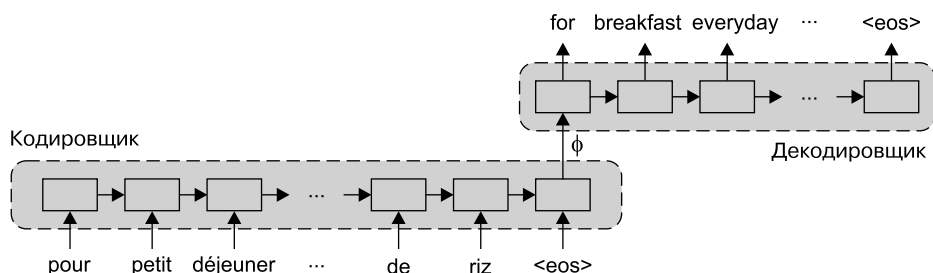 for breakfast everyday ... <eos>
...
Кодировщик
ϕ
Декодировщик
... 
pour petit déjeuner ... de riz <eos>